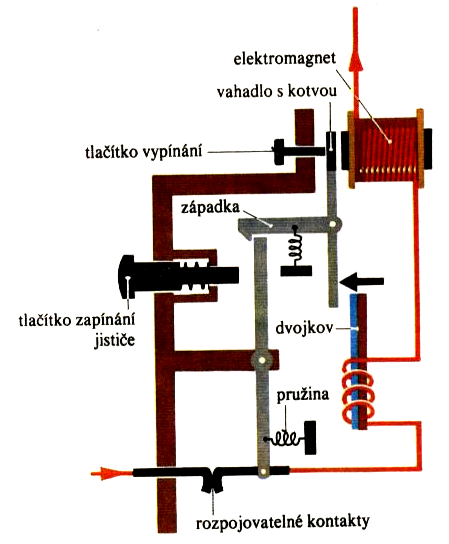 elektromagnet
vahadlo s kotvou
tlačítko vypínání
západka
tlačítko zapínání
jističe
dvojkov
pružina
rozpojovatelné kontakty